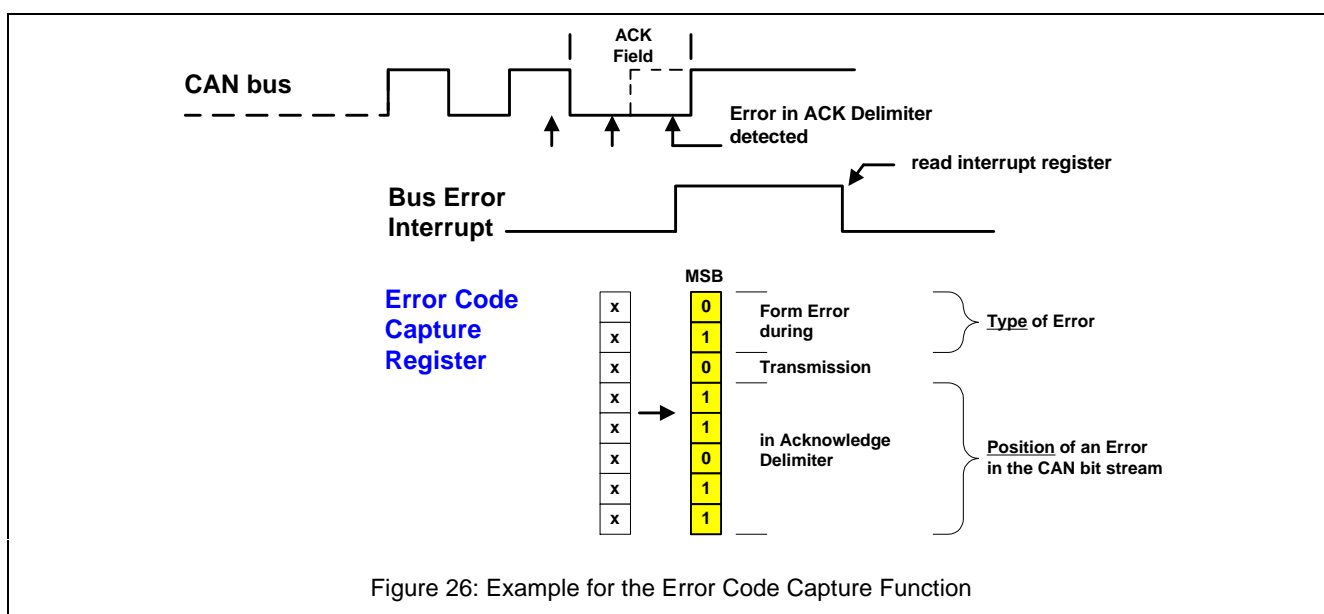 ACK
Field
CAN bus
Error in ACK Delimiter
detected
read interrupt register
Bus Error
Interrupt
MSB
Error Code
Capture
Register
x 0
x 1
x 0
x 1
x 1
x 0
x 1
x 1
Form Error
during
Transmission
in Acknowledge
Delimiter
Type of Error
Position of an Error
in the CAN bit stream
Figure 26: Example for the Error Code Capture Function